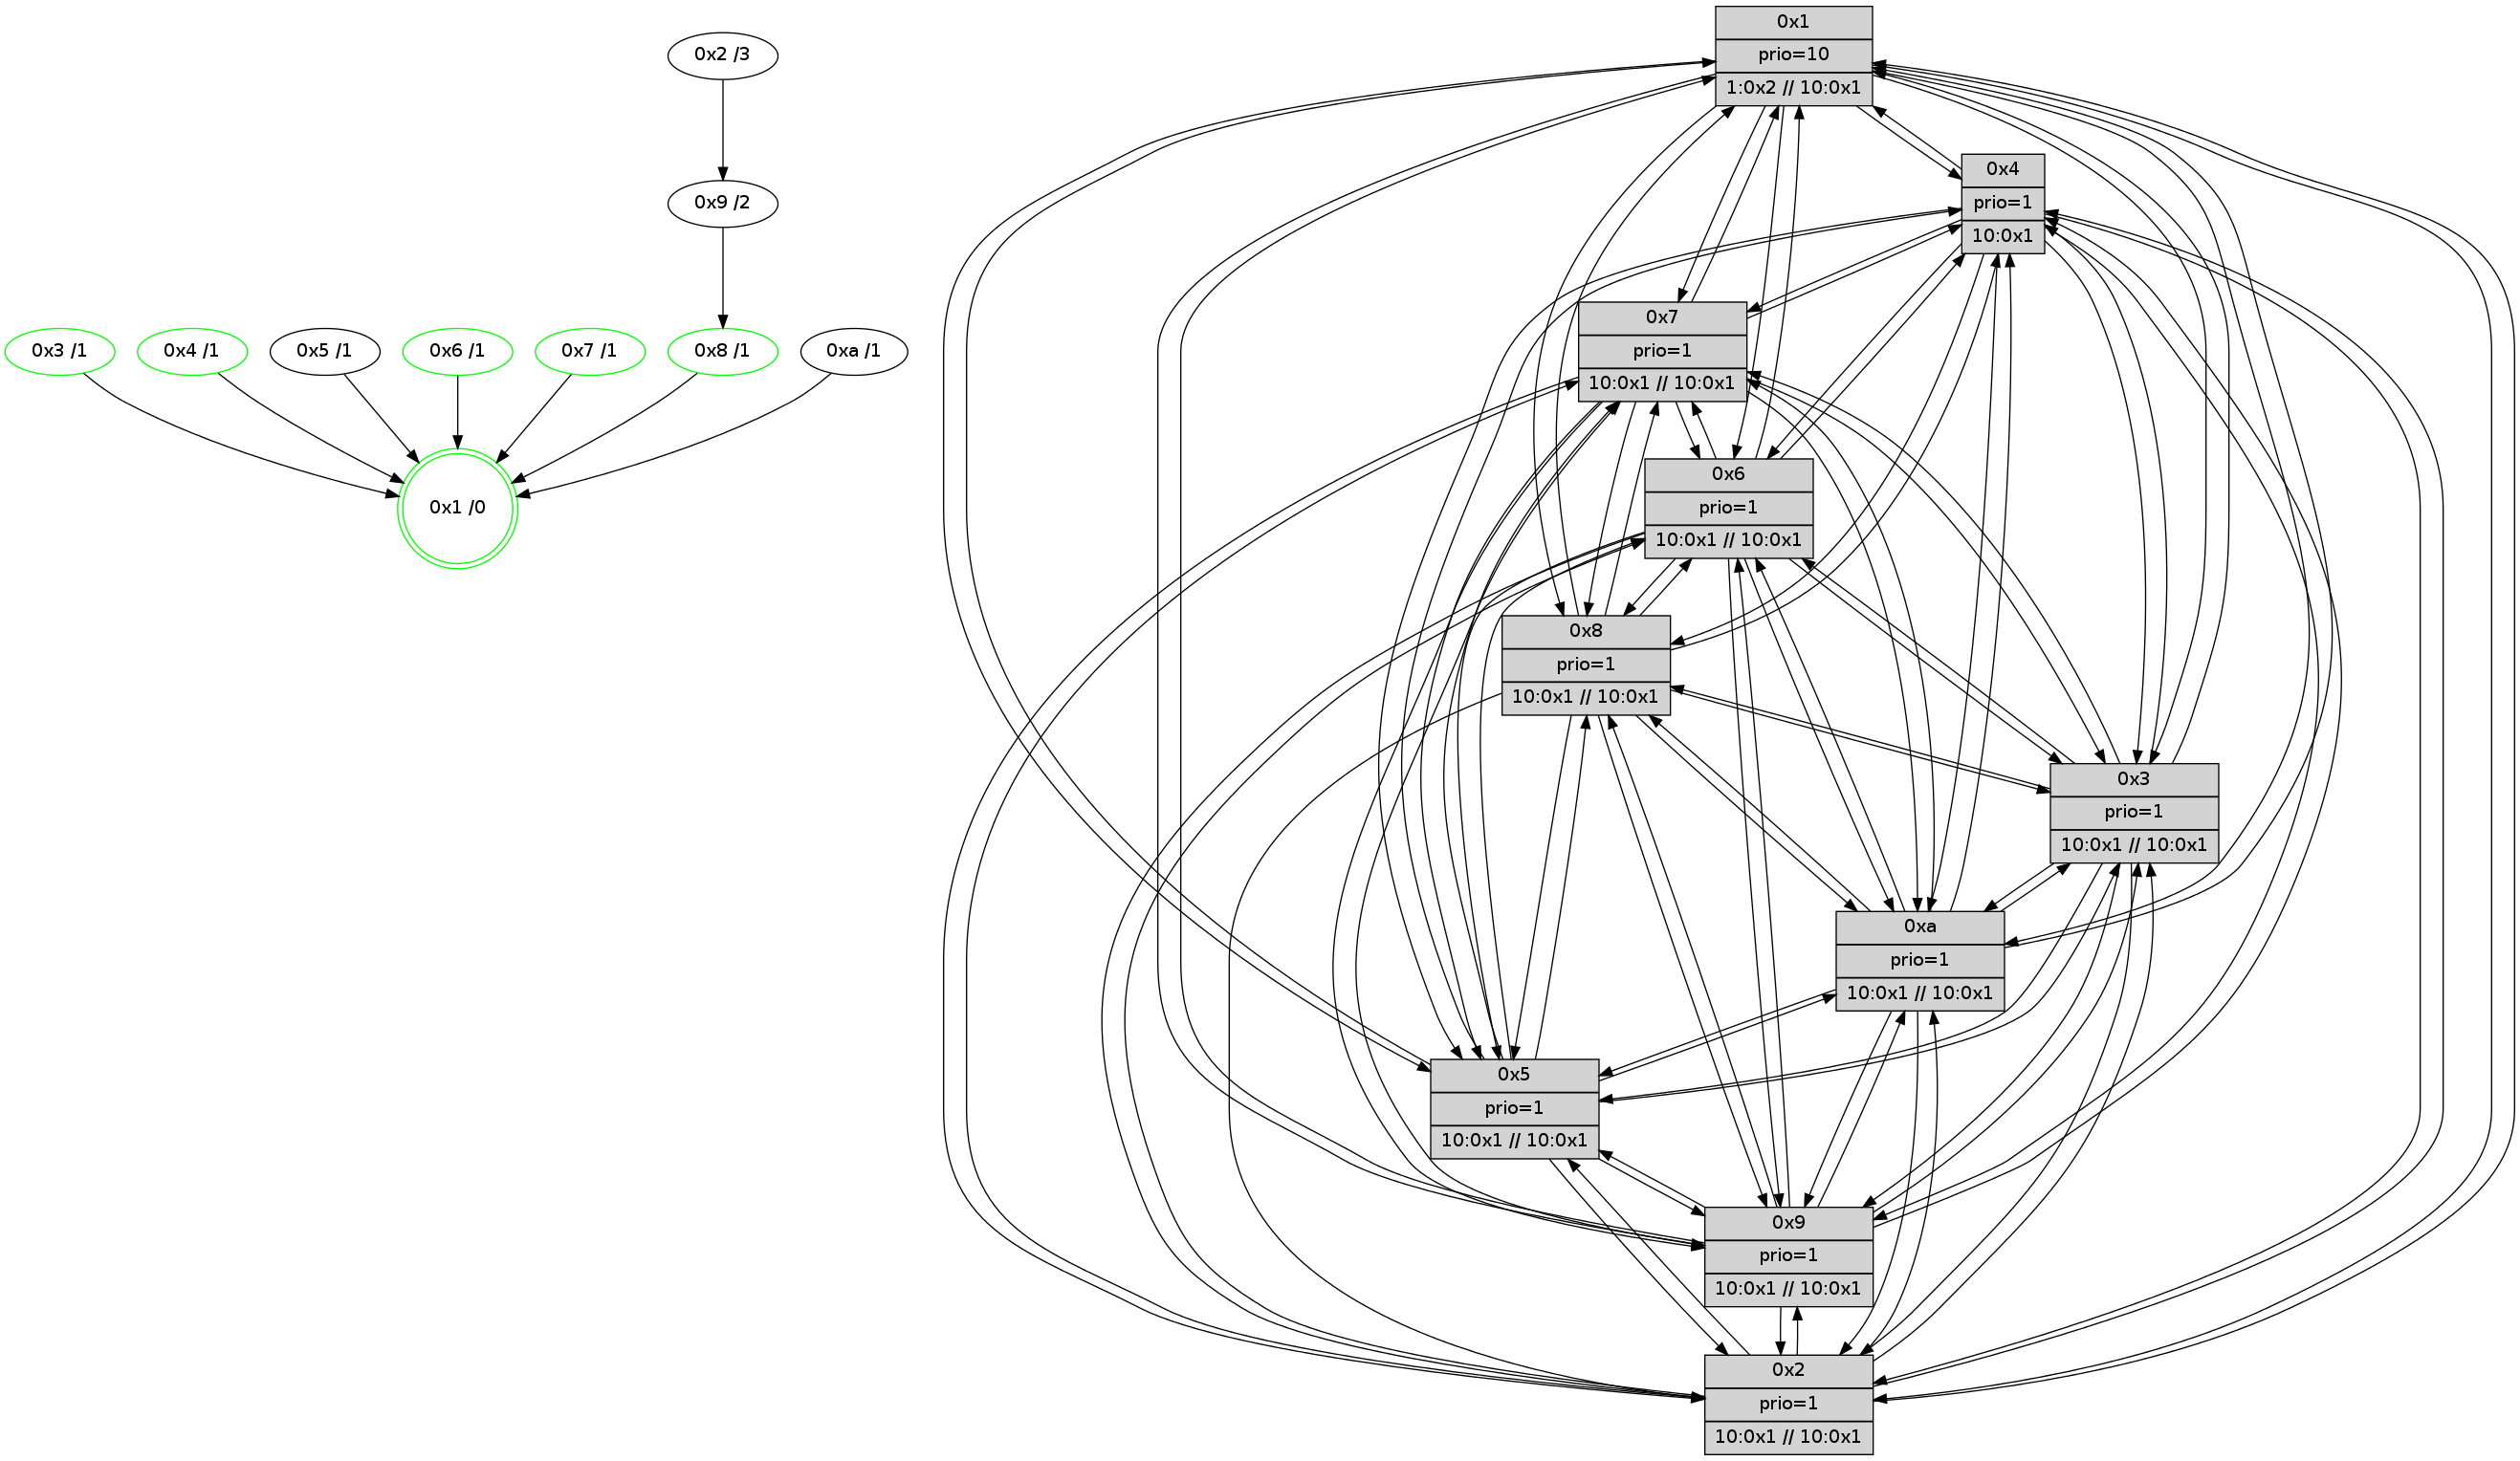 0x2 /3
0x9 /2
0x3 /1
0x4 /1
0x5 /1
0x6 /1
0x7 /1
0x8 /1
0xa /1
0x1 /0
0x1
prio=10
1:0x2 // 10:0x1
0x4
prio=1
10:0x1
0x7
prio=1
10:0x1 // 10:0x1
0x6
prio=1
10:0x1 // 10:0x1
0x8
prio=1
10:0x1 // 10:0x1
0x3
prio=1
10:0x1 // 10:0x1
0xa
prio=1
10:0x1 // 10:0x1
0x5
prio=1
10:0x1 // 10:0x1
0x9
prio=1
10:0x1 // 10:0x1
0x2
prio=1
10:0x1 // 10:0x1